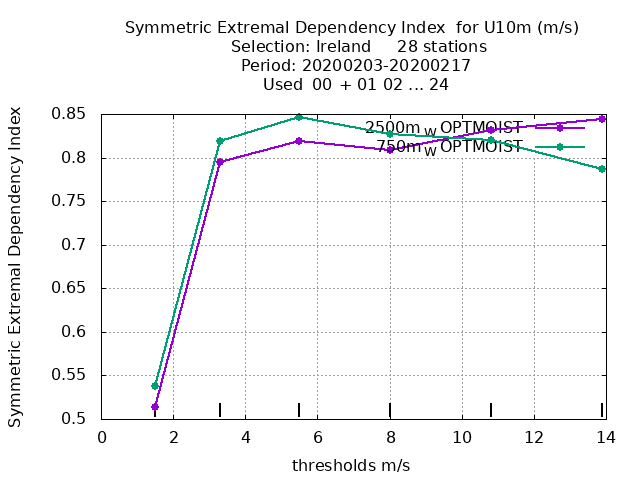 Symmetric Extremal Dependency Index for U10m (m/s)
Selection: Ireland 28 stations
Period: 20200203-20200217
Used 00 + 01 02 ... 24
Symmetric Extremal Dependency Index
0.85
0.8
0.75
0.7
0.65
0.6
0.55
0.5
2500m W OPTMOIST
750m W OPTMOIST
0 2 4 6 8 10 12 14
thresholds m/s